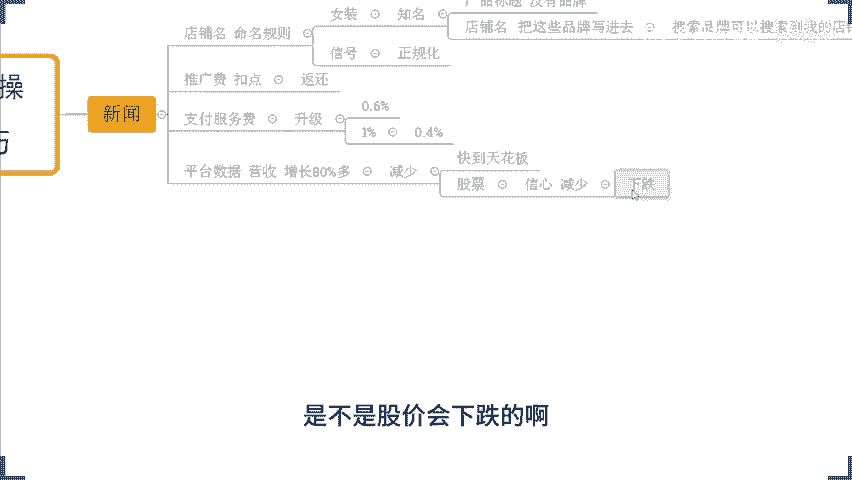 产品标题 没有品牌
女装 知名
店铺名 把这些品牌写进去 搜索品牌可以搜索到我的店铺
店铺名 命名规则
信号 正规化
操
推广费 扣点 返还
新闻
0.6%
支付服务费 升级
1% 0.4%
快到天花板
平台数据 营收 增长80%多 减少
股票 信心 减少 下跌
是不是股价会下跌的啊